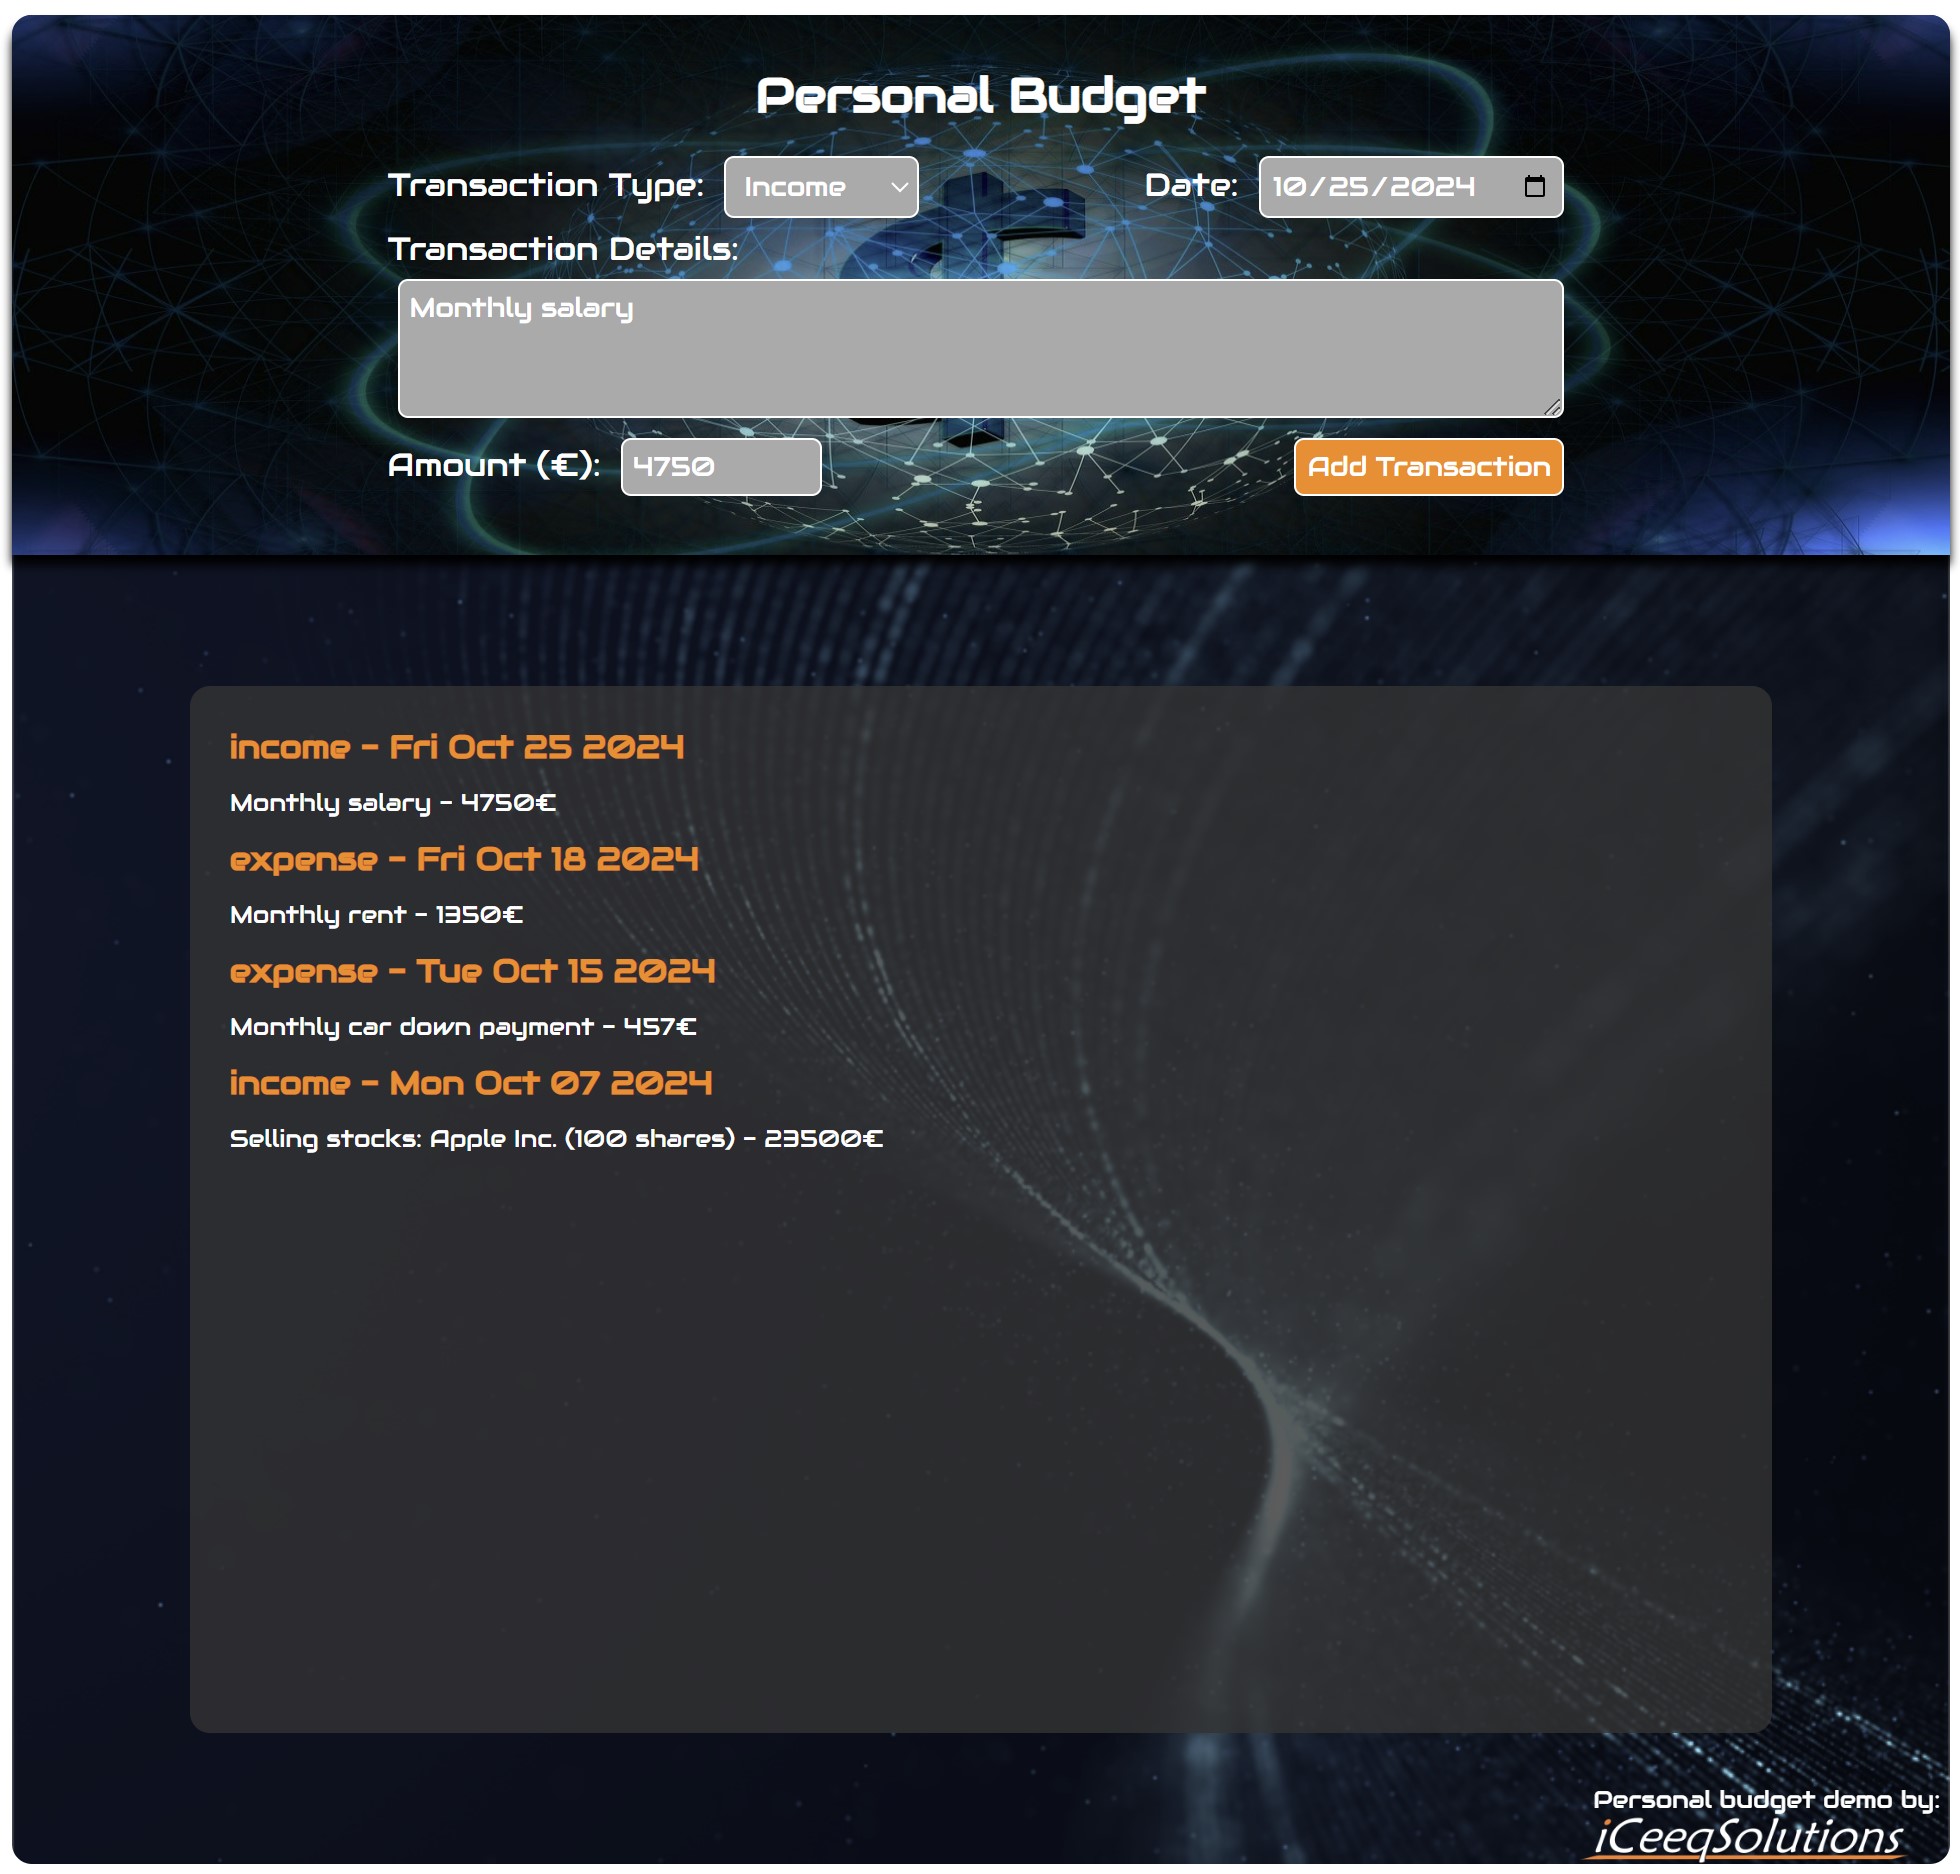 Personal Budget
Transaction Type: Income Date: 10/25/2024
Transaction Details:
Monthly salary
Amount (€): 4750 Add Transaction
income - Fri Oct 25 2024
Monthly salary - 4750€
expense - Fri Oct 18 2024
Monthly rent - 1350€
expense - Tue Oct 15 2024
Monthly car down payment - 457€
income - Mon Oct 07 2024
Selling stocks: Apple Inc. (100 shares) - 23500€
Personal budget demo by:
iCeeqSolutions